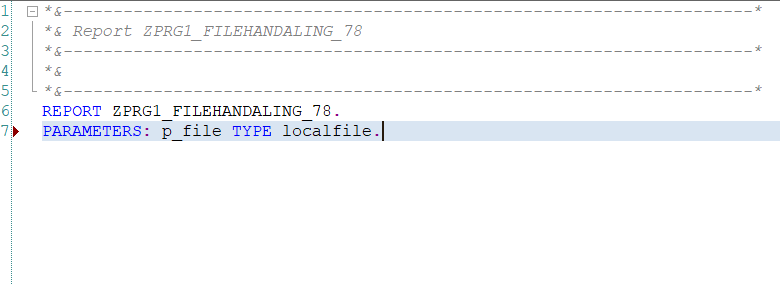 1 *&---------------------------------------------------------------------*
2 *& Report ZPRG1_FILEHANDALING_78
3 *&---------------------------------------------------------------------*
4 *&
5 *&---------------------------------------------------------------------*
6 REPORT ZPRG1_FILEHANDALING_78.
7 PARAMETERS: p_file TYPE localfile.